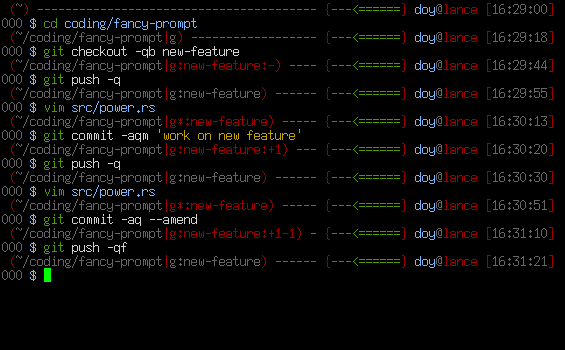 (~) ---------------------------------------- {---<======} doy@lance [16:29:00]
000 $ cd coding/fancy-prompt
(~/coding/fancy-prompt|g) ------------------ {---<======} doy@lance [16:29:18]
000 $ git checkout -qb new-feature
(~/coding/fancy-prompt|g:new-feature:-) ---- {---<======} doy@lance [16:29:44]
000 $ git push -q
(~/coding/fancy-prompt|g:new-feature) ------ {---<======} doy@lance [16:29:55]
000 $ vim src/power.rs
(~/coding/fancy-prompt|g*:new-feature) ----- {---<======} doy@lance [16:30:13]
000 $ git commit -aqm 'work on new feature'
(~/coding/fancy-prompt|g:new-feature:+1) --- {---<======} doy@lance [16:30:20]
000 $ git push -q
(~/coding/fancy-prompt|g:new-feature) ------ {---<======} doy@lance [16:30:30]
000 $ vim src/power.rs
(~/coding/fancy-prompt|g*:new-feature) ----- {---<======} doy@lance [16:30:51]
000 $ git commit -aq --amend
(~/coding/fancy-prompt|g:new-feature:+1-1) - {---<======} doy@lance [16:31:10]
000 $ git push -qf
(~/coding/fancy-prompt|g:new-feature) ------ {---<======} doy@lance [16:31:21]
000 $